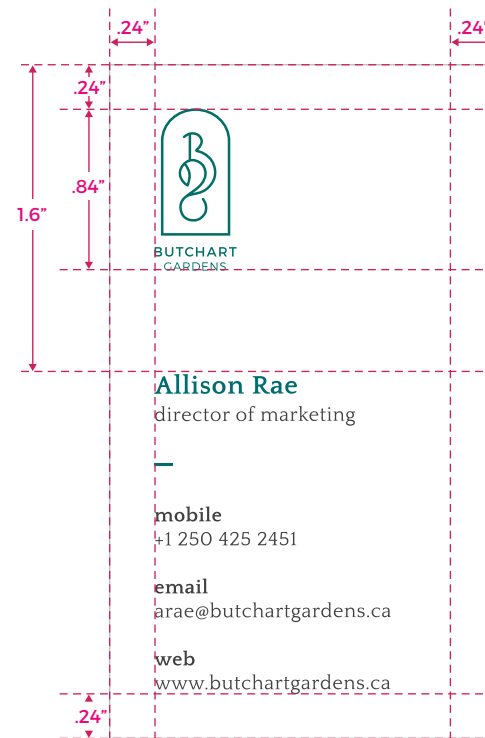 .24” .24”
.24”
.84”
1.6”
BUTCHART
GARDENS
Allison Rae
director of marketing
mobile
+1 250 425 2451
email
arae@butchartgardens.ca
web
www.butchartgardens.ca
.24”